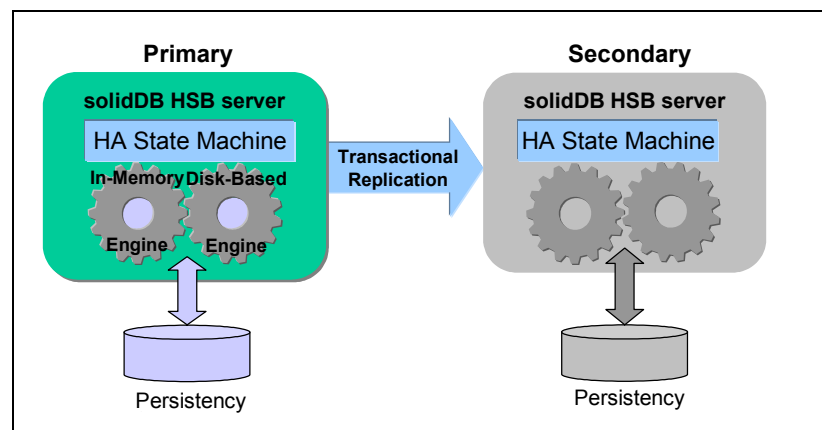 Primary
Secondary
solidDB HSB server
HA State Machine
In-Memory
Engine
Disk-Based
Engine
Transactional
Replication
solidDB HSB server
HA State Machine
Persistency
Persistency